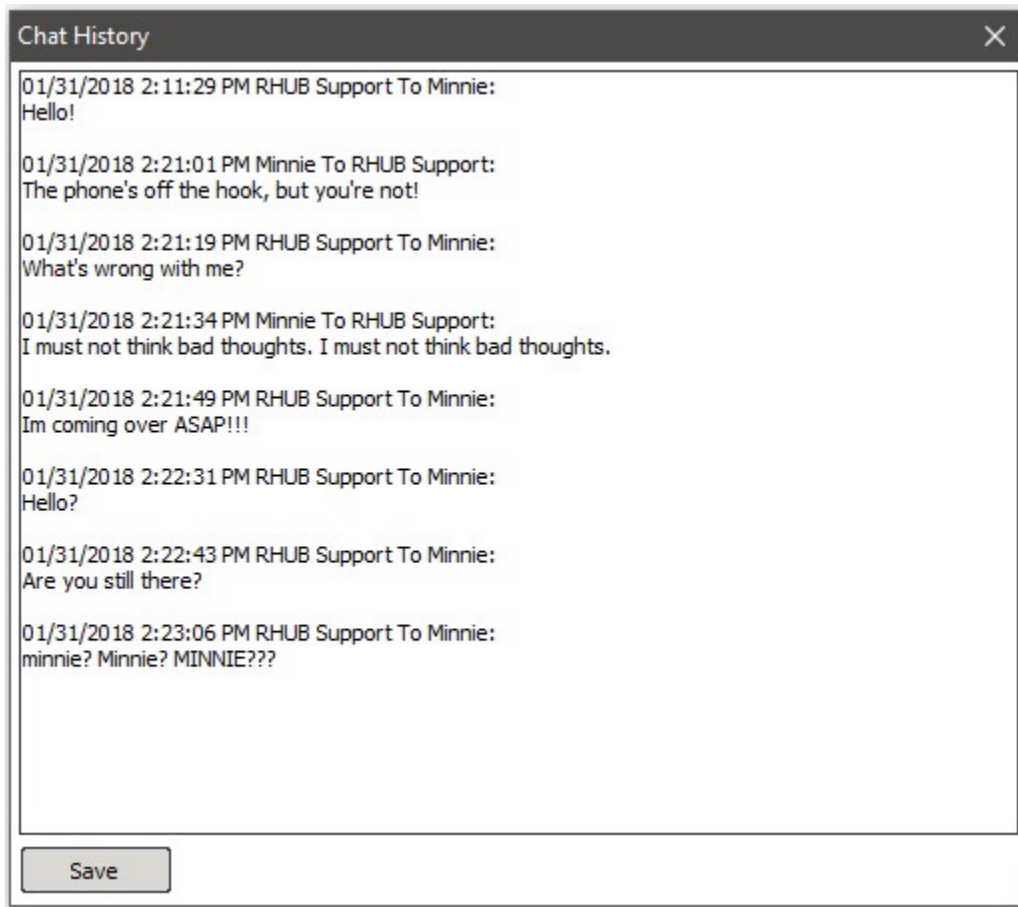 Chat History
01/31/2018 2:11:29 PM RHUB Support To Minnie:
Hello!
01/31/2018 2:21:01 PM Minnie To RHUB Support:
The phone's off the hook, but you're not!
01/31/2018 2:21:19 PM RHUB Support To Minnie:
What's wrong with me?
01/31/2018 2:21:34 PM Minnie To RHUB Support:
I must not think bad thoughts. I must not think bad thoughts.
01/31/2018 2:21:49 PM RHUB Support To Minnie:
Im coming over ASAP!!!
01/31/2018 2:22:31 PM RHUB Support To Minnie:
Hello?
01/31/2018 2:22:43 PM RHUB Support To Minnie:
Are you still there?
01/31/2018 2:23:06 PM RHUB Support To Minnie:
minnie? Minnie? MINNIE???
Save